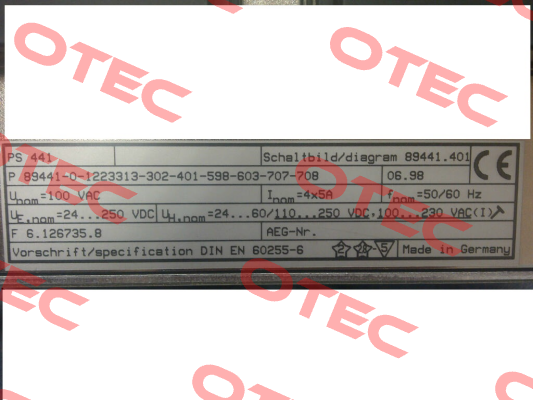 OTEC
OTEC
PS 441 Schaltbild/diagram 89441.401 CE
P 89441-0-1223313-302-401-598-603-707-708 06.98
Unom=100 VAC Inom=4x5A fnom=50/60 Hz
UE,nom=24...250 VDC UH,nom=24...60/110...250 VDC,100...230 VAC(I)
F 6.126735.8 AEG-Nr.
Vorschrift/specification DIN EN 60255-6 2 2 5 Made in Germany
OTEC
OTEC
OTEC
OTEC